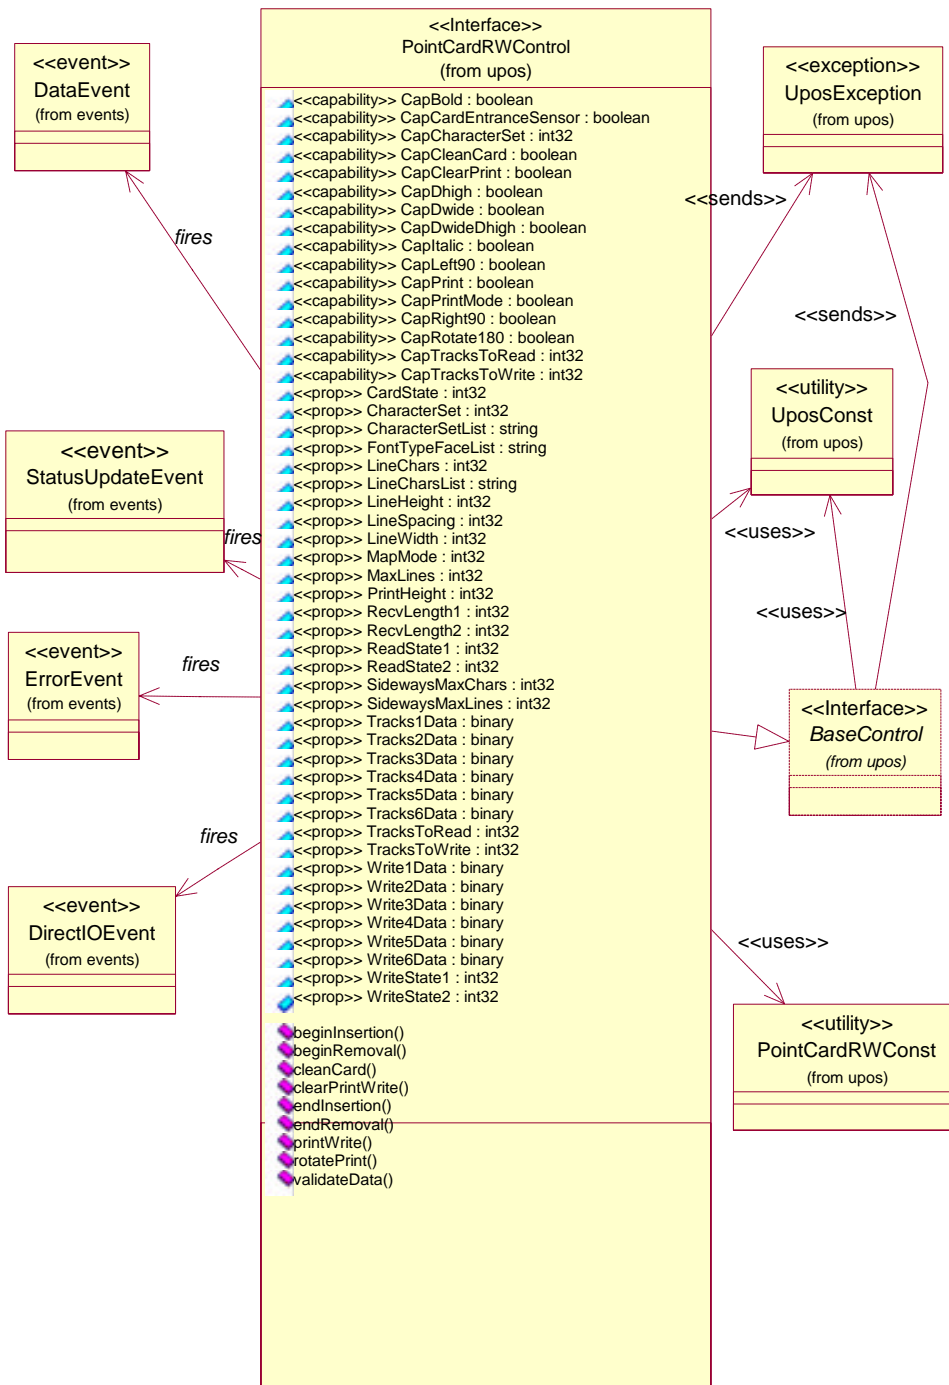 <<Interface>>
PointCardRWControl
(from upos)
<<capability>> CapBold : boolean
<<capability>> CapCardEntranceSensor : boolean
<<capability>> CapCharacterSet : int32
<<capability>> CapCleanCard : boolean
<<capability>> CapClearPrint : boolean
<<capability>> CapDhigh : boolean
<<capability>> CapDwide : boolean
<<capability>> CapDwideDhigh : boolean
<<capability>> CapItalic : boolean
<<capability>> CapLeft90 : boolean
<<capability>> CapPrint : boolean
<<capability>> CapPrintMode : boolean
<<capability>> CapRight90 : boolean
<<capability>> CapRotate180 : boolean
<<capability>> CapTracksToRead : int32
<<capability>> CapTracksToWrite : int32
<<prop>> CardState : int32
<<prop>> CharacterSet : int32
<<prop>> CharacterSetList : string
<<prop>> FontTypeFaceList : string
<<prop>> LineChars : int32
<<prop>> LineCharsList : string
<<prop>> LineHeight : int32
<<prop>> LineSpacing : int32
<<prop>> LineWidth : int32
<<prop>> MapMode : int32
<<prop>> MaxLines : int32
<<prop>> PrintHeight : int32
<<prop>> RecvLength1 : int32
<<prop>> RecvLength2 : int32
<<prop>> ReadState1 : int32
<<prop>> ReadState2 : int32
<<prop>> SidewaysMaxChars : int32
<<prop>> SidewaysMaxLines : int32
<<prop>> Tracks1Data : binary
<<prop>> Tracks2Data : binary
<<prop>> Tracks3Data : binary
<<prop>> Tracks4Data : binary
<<prop>> Tracks5Data : binary
<<prop>> Tracks6Data : binary
<<prop>> TracksToRead : int32
<<prop>> TracksToWrite : int32
<<prop>> Write1Data : binary
<<prop>> Write2Data : binary
<<prop>> Write3Data : binary
<<prop>> Write4Data : binary
<<prop>> Write5Data : binary
<<prop>> Write6Data : binary
<<prop>> WriteState1 : int32
<<prop>> WriteState2 : int32
beginInsertion()
beginRemoval()
cleanCard()
clearPrintWrite()
endInsertion()
endRemoval()
printWrite()
rotatePrint()
validateData()
<<event>>
DataEvent
(from events)
fires
<<event>>
StatusUpdateEvent
(from events)
fires
<<event>>
ErrorEvent
(from events)
fires
<<event>>
DirectIOEvent
(from events)
fires
<<exception>>
UposException
(from upos)
<<sends>>
<<sends>>
<<utility>>
UposConst
(from upos)
<<uses>>
<<uses>>
<<Interface>>
BaseControl
(from upos)
<<uses>>
<<utility>>
PointCardRWConst
(from upos)